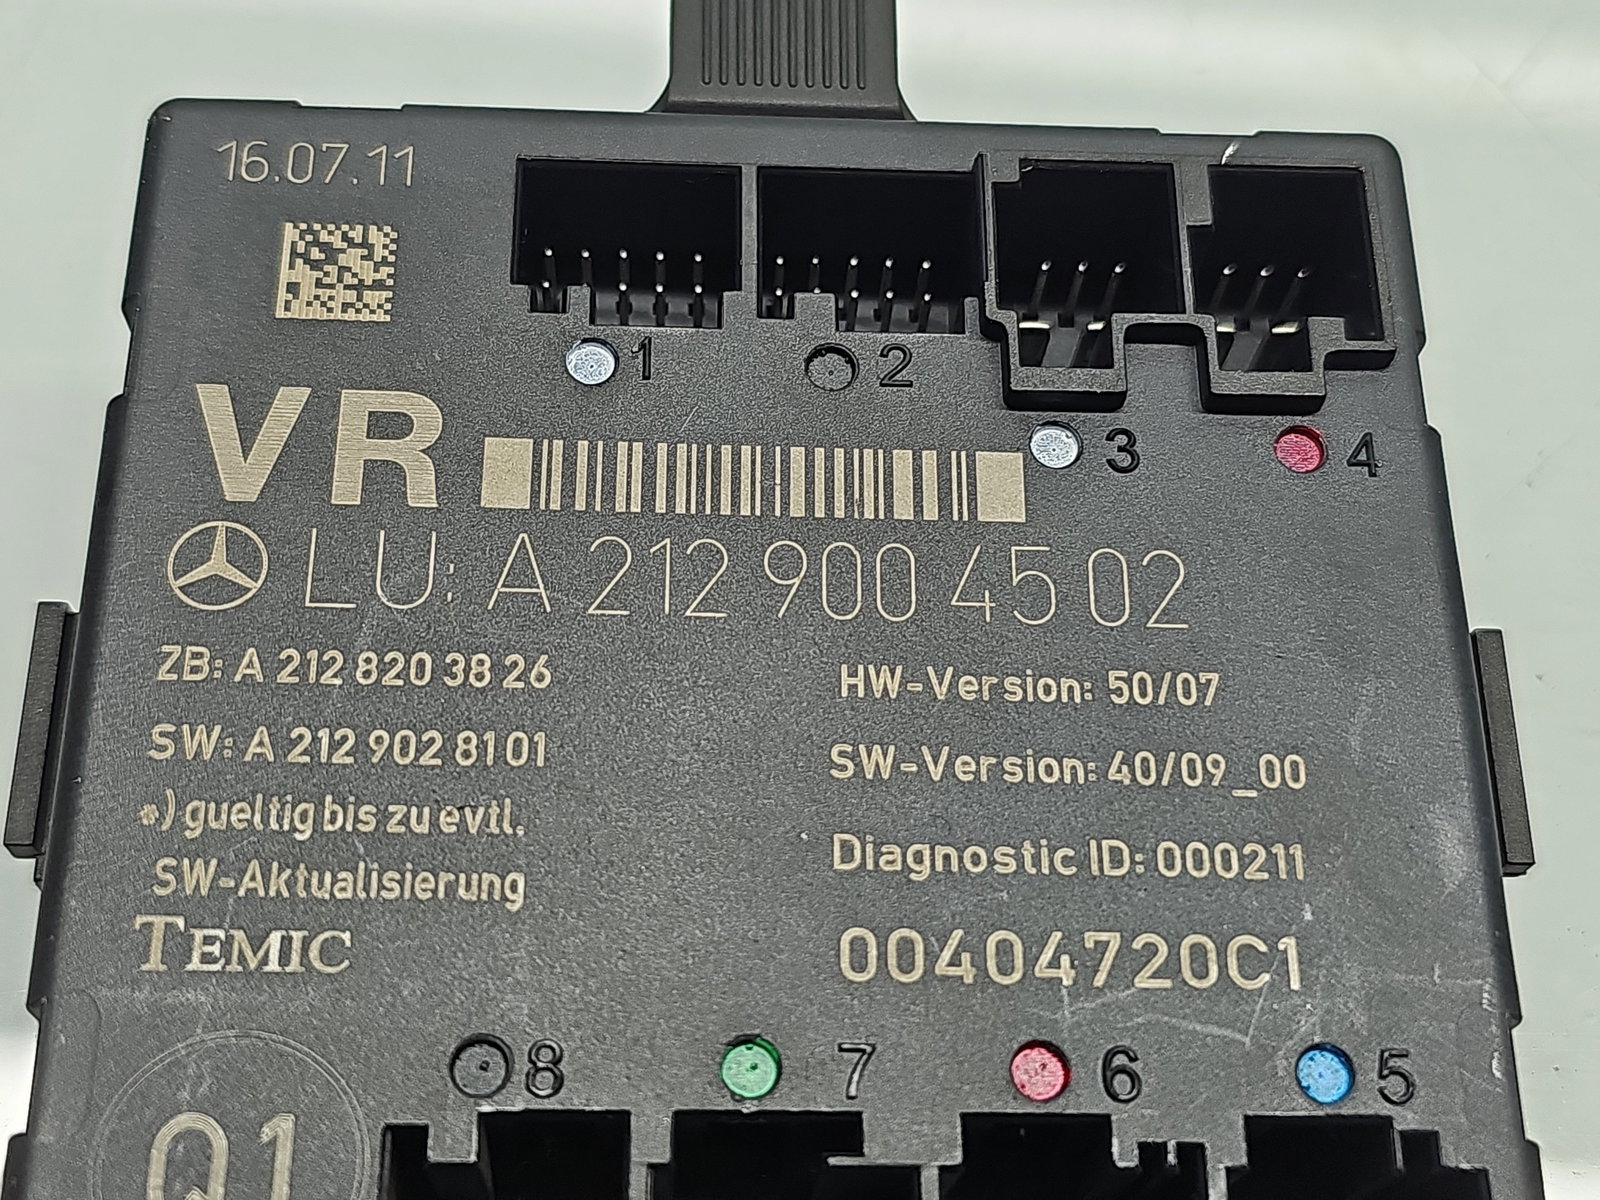 16.07.11
1
2
3
4
VR
LU: A 212 900 45 02
ZB: A 212 820 38 26
HW-Version: 50/07
SW: A 212 902 81 01
SW-Version: 40/09_00
*) gueltig bis zu evtl.
SW-Aktualisierung
Diagnostic ID: 000211
TEMIC
00404720C1
8
7
6
5
Q1